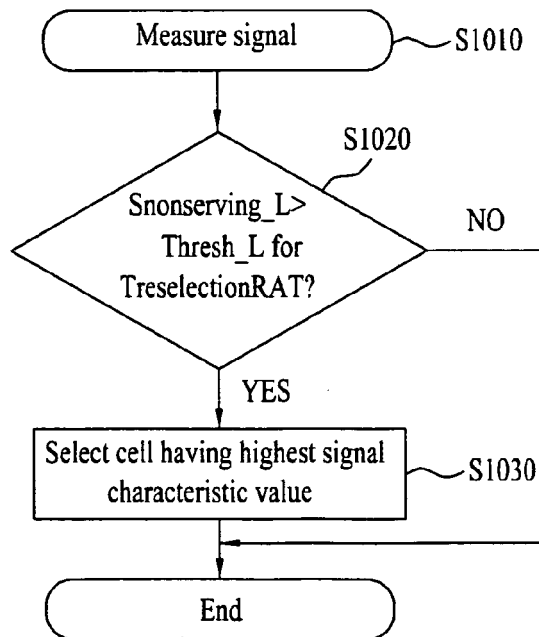 Measure signal
S1010
S1020
Snonserving_L>
Thresh_L for
TreselectionRAT?
NO
YES
Select cell having highest signal
characteristic value
S1030
End